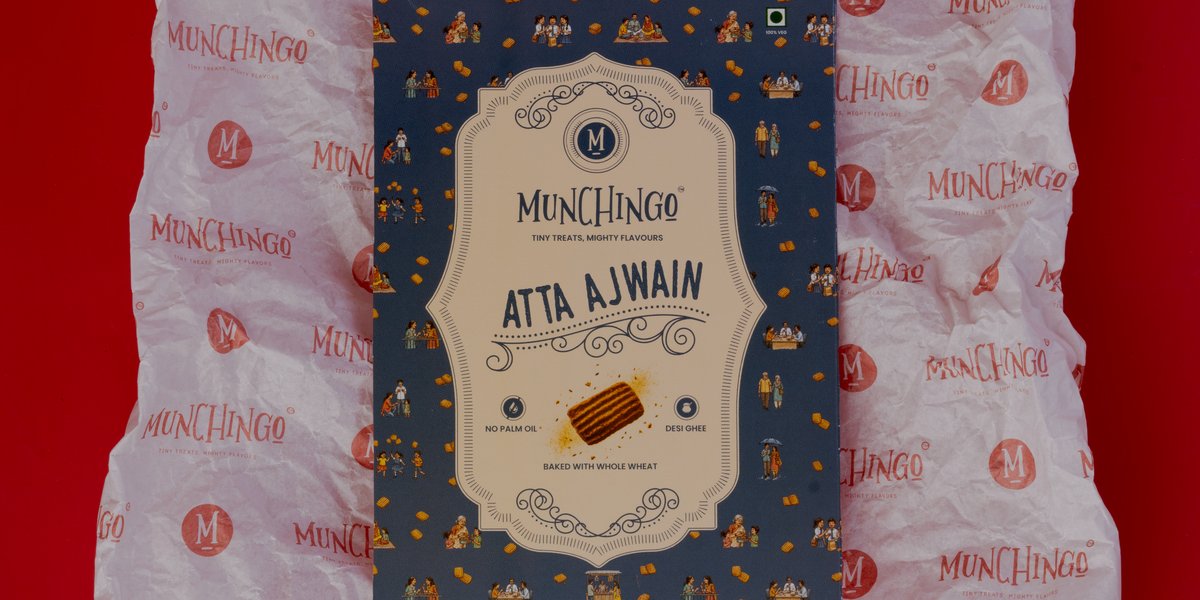 100% VEG
M
MUNCHINGO
TINY TREATS, MIGHTY FLAVOURS
ATTA AJWAIN
NO PALM OIL *
DESI GHEE
BAKED WITH WHOLE WHEAT
MUNCHINGO
TINY TREATS, MIGHTY FLAVORS
M
MUNCHINGO
TINY TREATS, MIGHTY FLAVORS
M
MUNCHINGO
TINY TREATS, MIGHTY FLAVORS
M
MUNCHINGO
M
MUNCHINGO
TINY TREATS, MIGHTY FLAVORS
M
MUNCHINGO
M
MUNCHINGO
TINY TREATS, MIGHTY FLAVORS